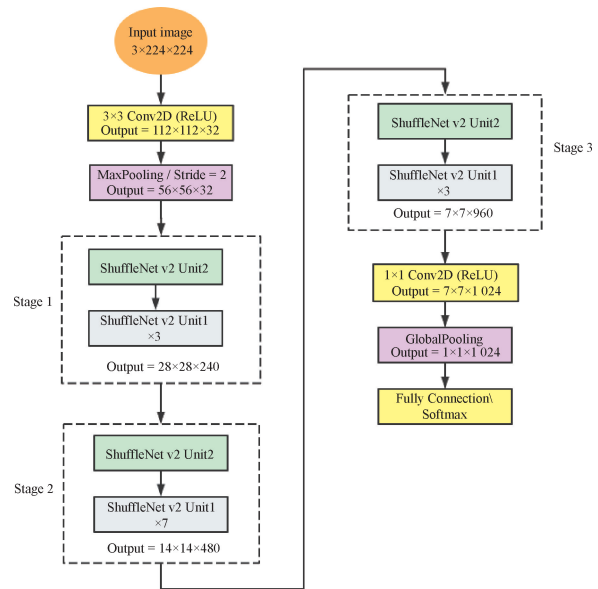 Input image
3×224×224
3×3 Conv2D (ReLU)
Output = 112×112×32
MaxPooling / Stride = 2
Output = 56×56×32
Stage 1
ShuffleNet v2 Unit2
ShuffleNet v2 Unit1
×3
Output = 28×28×240
Stage 2
ShuffleNet v2 Unit2
ShuffleNet v2 Unit1
×7
Output = 14×14×480
Stage 3
ShuffleNet v2 Unit2
ShuffleNet v2 Unit1
×3
Output = 7×7×960
1×1 Conv2D (ReLU)
Output = 7×7×1 024
GlobalPooling
Output = 1×1×1 024
Fully Connection\
Softmax